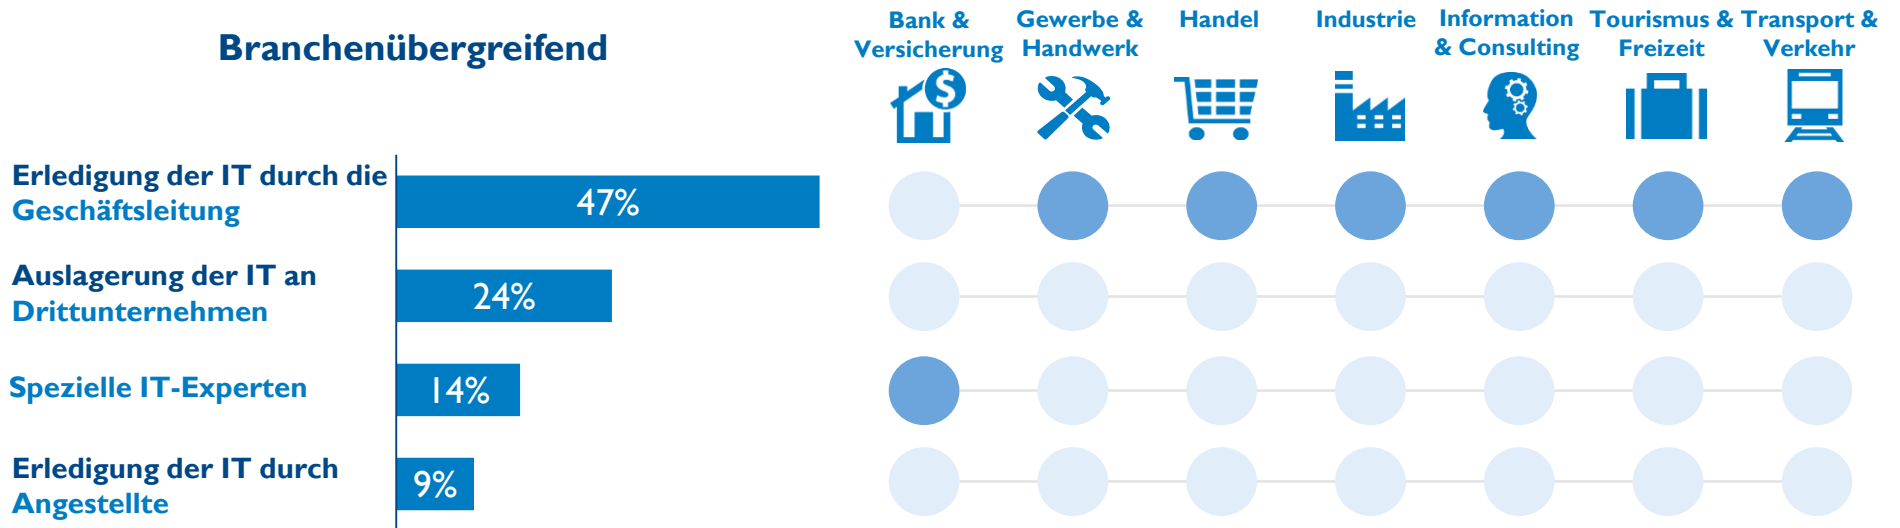 Branchenübergreifend
Bank &
Versicherung
Gewerbe &
Handwerk
Handel
Industrie
Information
& Consulting
Tourismus &
Freizeit
Transport &
Verkehr
$
Erledigung der IT durch die
Geschäftsleitung
47%
Auslagerung der IT an
Drittunternehmen
24%
Spezielle IT-Experten
14%
Erledigung der IT durch
Angestellte
9%